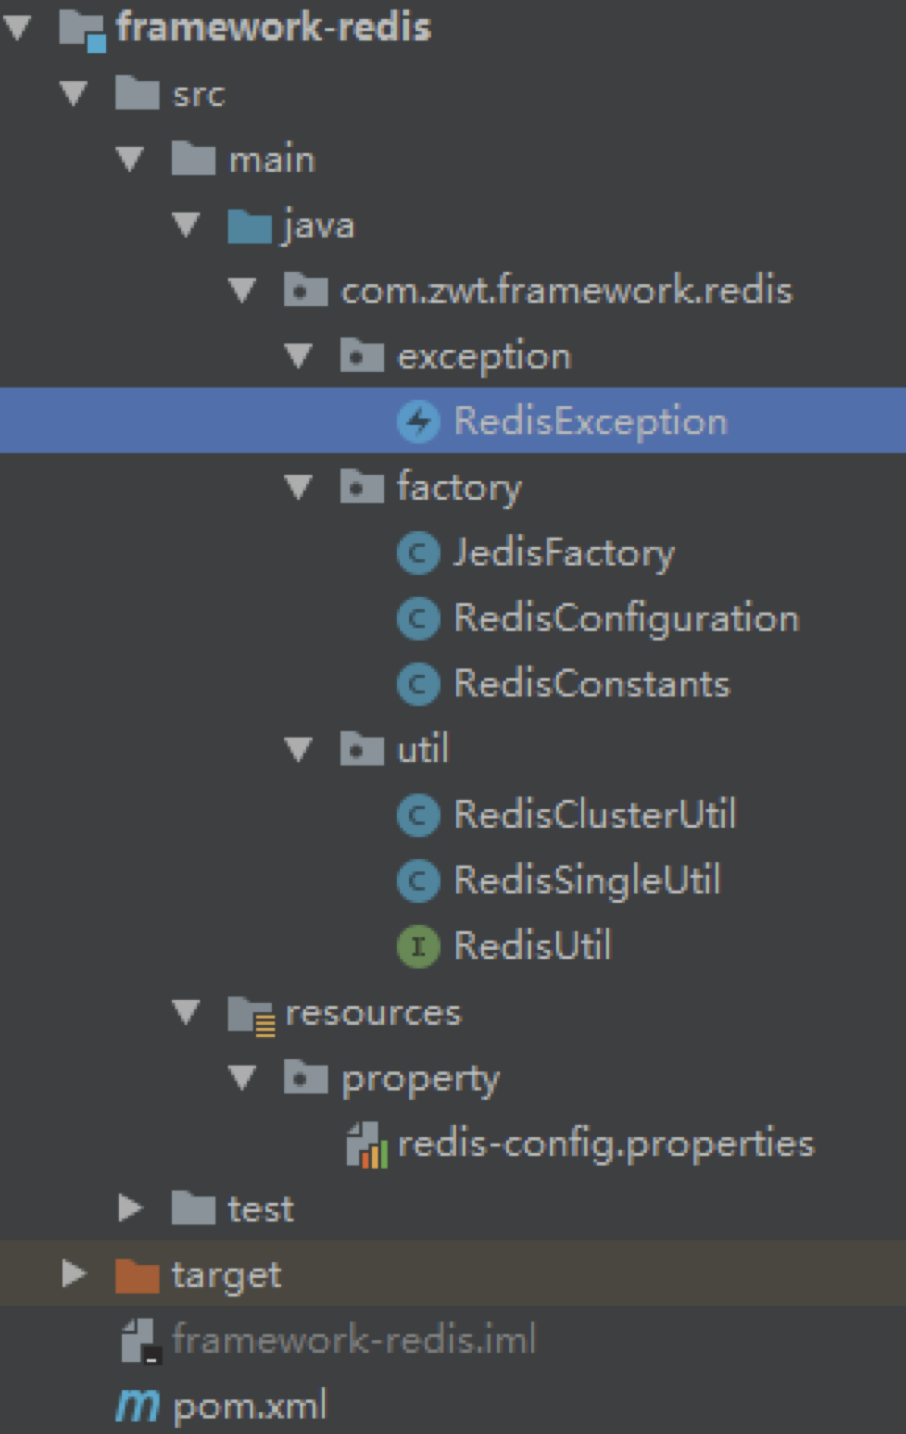 framework-redis
src
main
java
com.zwt.framework.redis
exception
RedisException
factory
JedisFactory
RedisConfiguration
RedisConstants
util
RedisClusterUtil
RedisSingleUtil
RedisUtil
resources
property
redis-config.properties
test
target
framework-redis.iml
pom.xml